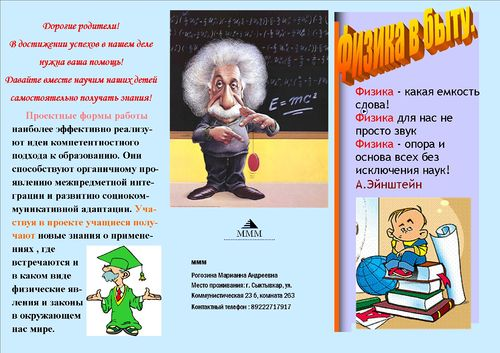 Дорогие родители!
В достижении успехов в нашем деле
нужна ваша помощь!
Давайте вместе научим наших детей
самостоятельно получать знания!
Проектные формы работы
наиболее эффективно реализу-
ют идеи компетентностного
подхода к образованию. Они
способствуют органичному про-
явлению межпредметной инте-
грации и развитию социоком-
муникативной адаптации. Уча-
ствуя в проекте учащиеся полу-
чают новые знания о примене-
ниях , где
встречаются и
в каком виде
физические яв-
ления и законы
в окружающем
нас мире.
E = mc²
МММ
МММ
Рогозина Марианна Андреевна
Место проживания: г. Сыктывкар, ул.
Коммунистическая 23 б, комната 263
Контактный телефон : 89222717917
Физика в быту.
Физика - какая емкость
слова!
Физика для нас не
просто звук
Физика - опора и
основа всех без
исключения наук!
А.Эйнштейн